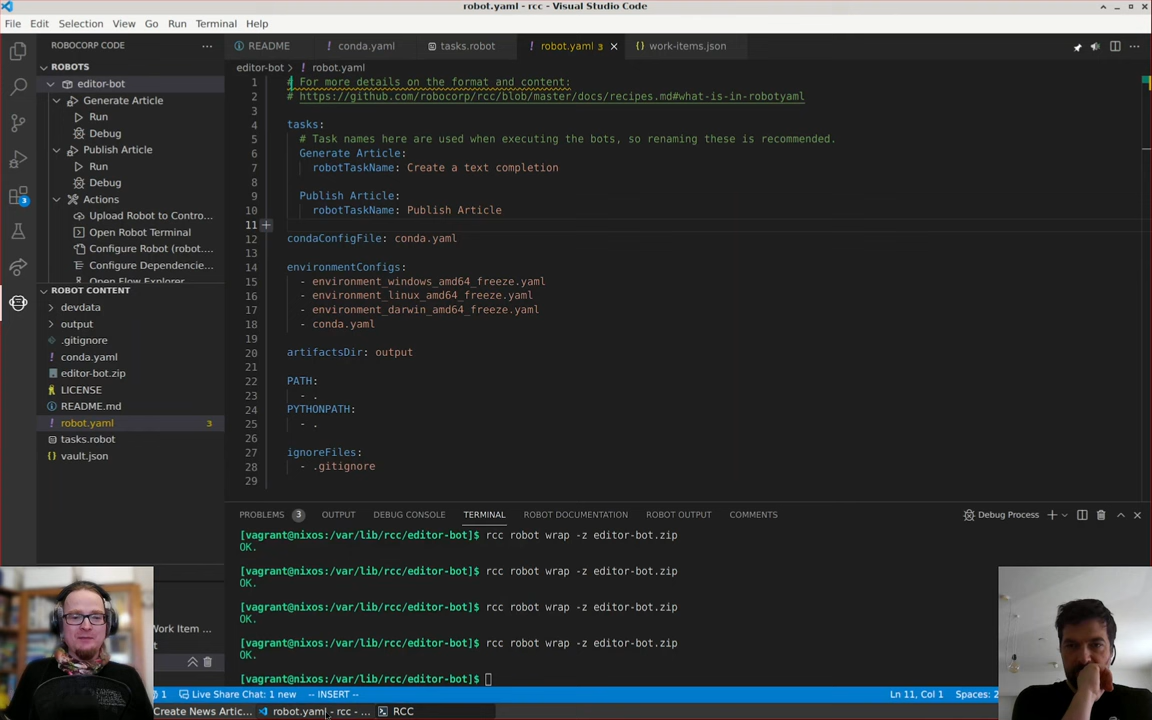 robot.yaml - rcc - Visual Studio Code
File Edit Selection View Go Run Terminal Help
ROBOCORP CODE
ROBOTS
editor-bot
Generate Article
Run
Debug
Publish Article
Run
Debug
Actions
Upload Robot to Contro...
Open Robot Terminal
Configure Robot (robot....
Configure Dependencie...
Open Flow Explorer
3
ROBOT CONTENT
devdata
output
.gitignore
conda.yaml
editor-bot.zip
LICENSE
README.md
robot.yaml 3
tasks.robot
vault.json
Work Item ...
README conda.yaml tasks.robot robot.yaml 3 work-items.json
editor-bot > robot.yaml
1 # For more details on the format and content:
2 # https://github.com/robocorp/rcc/blob/master/docs/recipes.md#what-is-in-robotyaml
3
4 tasks:
5 # Task names here are used when executing the bots, so renaming these is recommended.
6 Generate Article:
7 robotTaskName: Create a text completion
8
9 Publish Article:
10 robotTaskName: Publish Article
11
12 condaConfigFile: conda.yaml
13
14 environmentConfigs:
15 - environment_windows_amd64_freeze.yaml
16 - environment_linux_amd64_freeze.yaml
17 - environment_darwin_amd64_freeze.yaml
18 - conda.yaml
19
20 artifactsDir: output
21
22 PATH:
23 - .
24 PYTHONPATH:
25 - .
26
27 ignoreFiles:
28 - .gitignore
29
PROBLEMS 3 OUTPUT DEBUG CONSOLE TERMINAL ROBOT DOCUMENTATION ROBOT OUTPUT COMMENTS Debug Process
[vagrant@nixos:/var/lib/rcc/editor-bot]$ rcc robot wrap -z editor-bot.zip
OK.
[vagrant@nixos:/var/lib/rcc/editor-bot]$ rcc robot wrap -z editor-bot.zip
OK.
[vagrant@nixos:/var/lib/rcc/editor-bot]$ rcc robot wrap -z editor-bot.zip
OK.
[vagrant@nixos:/var/lib/rcc/editor-bot]$ rcc robot wrap -z editor-bot.zip
OK.
[vagrant@nixos:/var/lib/rcc/editor-bot]$
1 Live Share Chat: 1 new -- INSERT -- Ln 11, Col 1 Spaces: 2
Create News Artic... robot.yaml - rcc - ... RCC